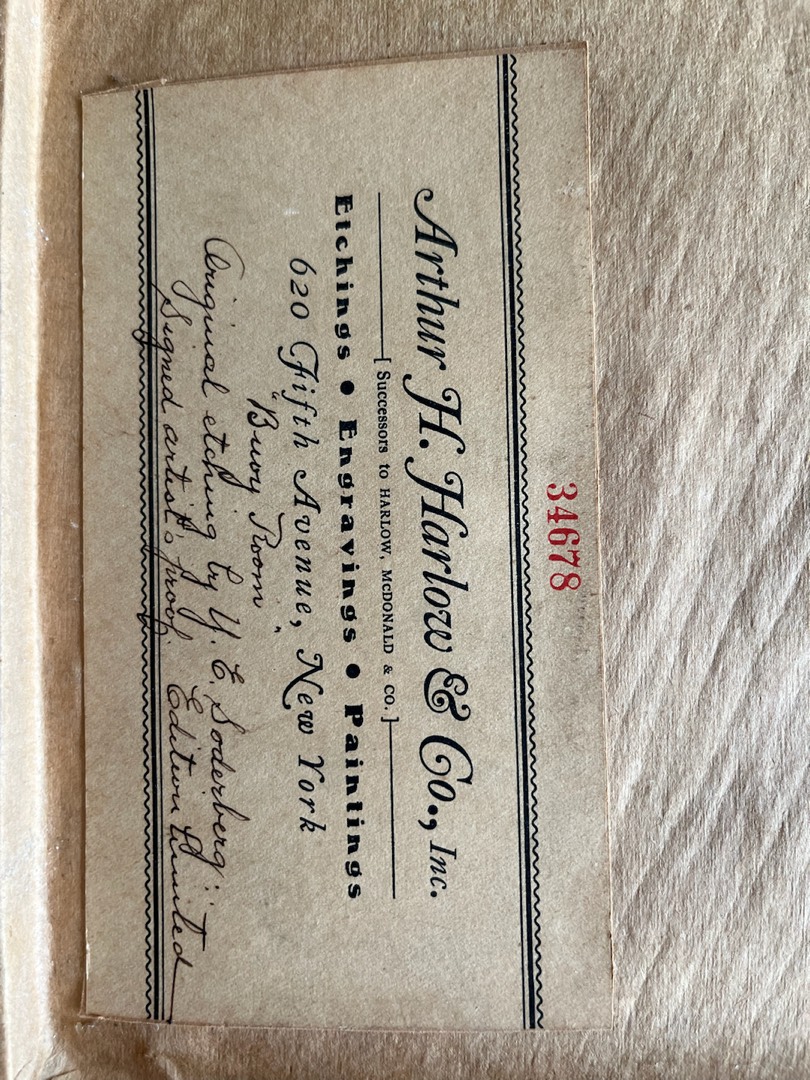 34678
Arthur H. Harlow & Co., Inc.
[ Successors to HARLOW, McDONALD & CO. ]
Etchings • Engravings • Paintings
620 Fifth Avenue, New York
"Buoy Room"
Original etching by Y. E. Soderberg:
Signed artist's proof. Edition limited